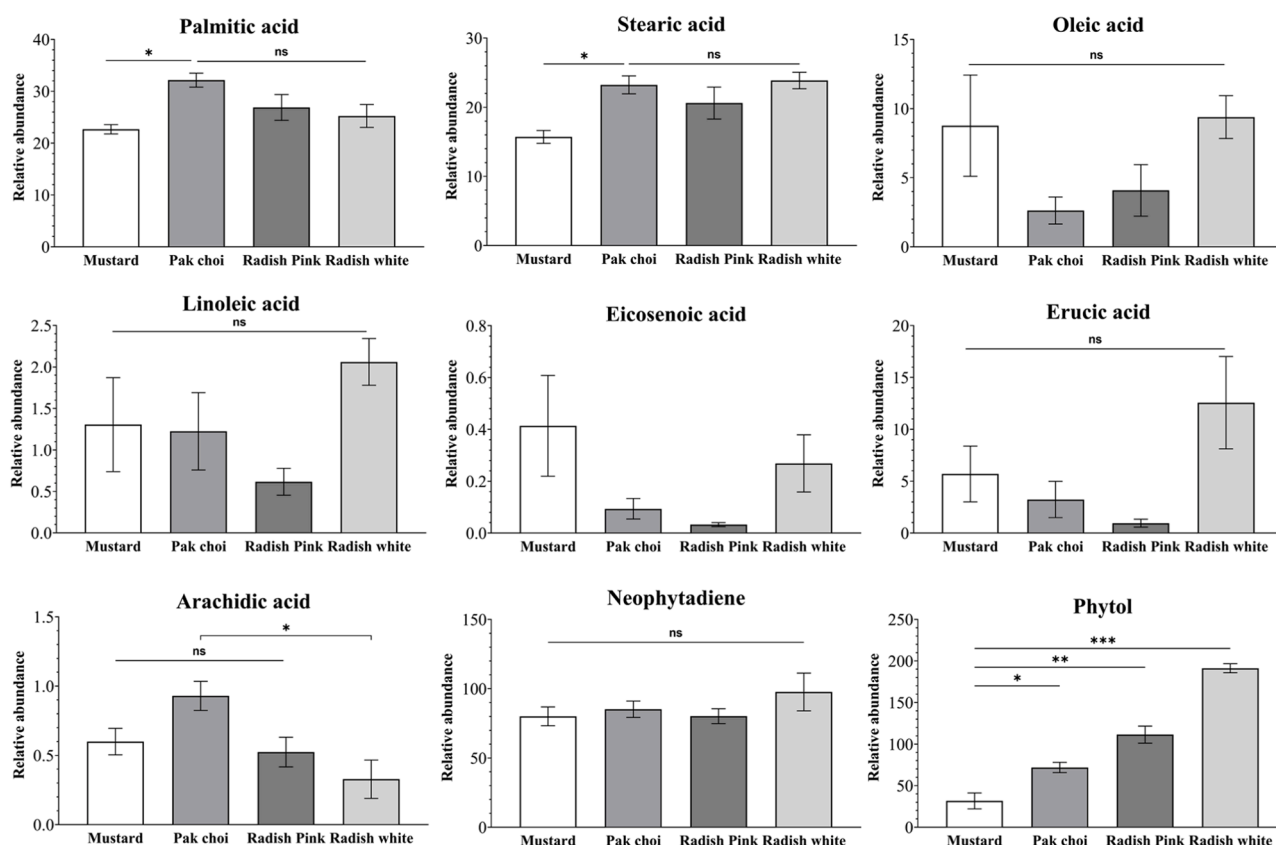 Palmitic acid
Relative abundance
40
30
20
10
0
*
ns
Mustard Pak choi Radish Pink Radish white
Stearic acid
Relative abundance
30
20
10
0
*
ns
Mustard Pak choi Radish Pink Radish white
Oleic acid
Relative abundance
15
10
5
0
ns
Mustard Pak choi Radish Pink Radish white
Linoleic acid
Relative abundance
2.5
2.0
1.5
1.0
0.5
0.0
ns
Mustard Pak choi Radish Pink Radish white
Eicosenoic acid
Relative abundance
0.8
0.6
0.4
0.2
0.0
Mustard Pak choi Radish Pink Radish white
Erucic acid
Relative abundance
20
15
10
5
0
ns
Mustard Pak choi Radish Pink Radish white
Arachidic acid
Relative abundance
1.5
1.0
0.5
0.0
*
ns
Mustard Pak choi Radish Pink Radish white
Neophytadiene
Relative abundance
150
100
50
0
ns
Mustard Pak choi Radish Pink Radish white
Phytol
Relative abundance
250
200
150
100
50
0
***
**
*
Mustard Pak choi Radish Pink Radish white